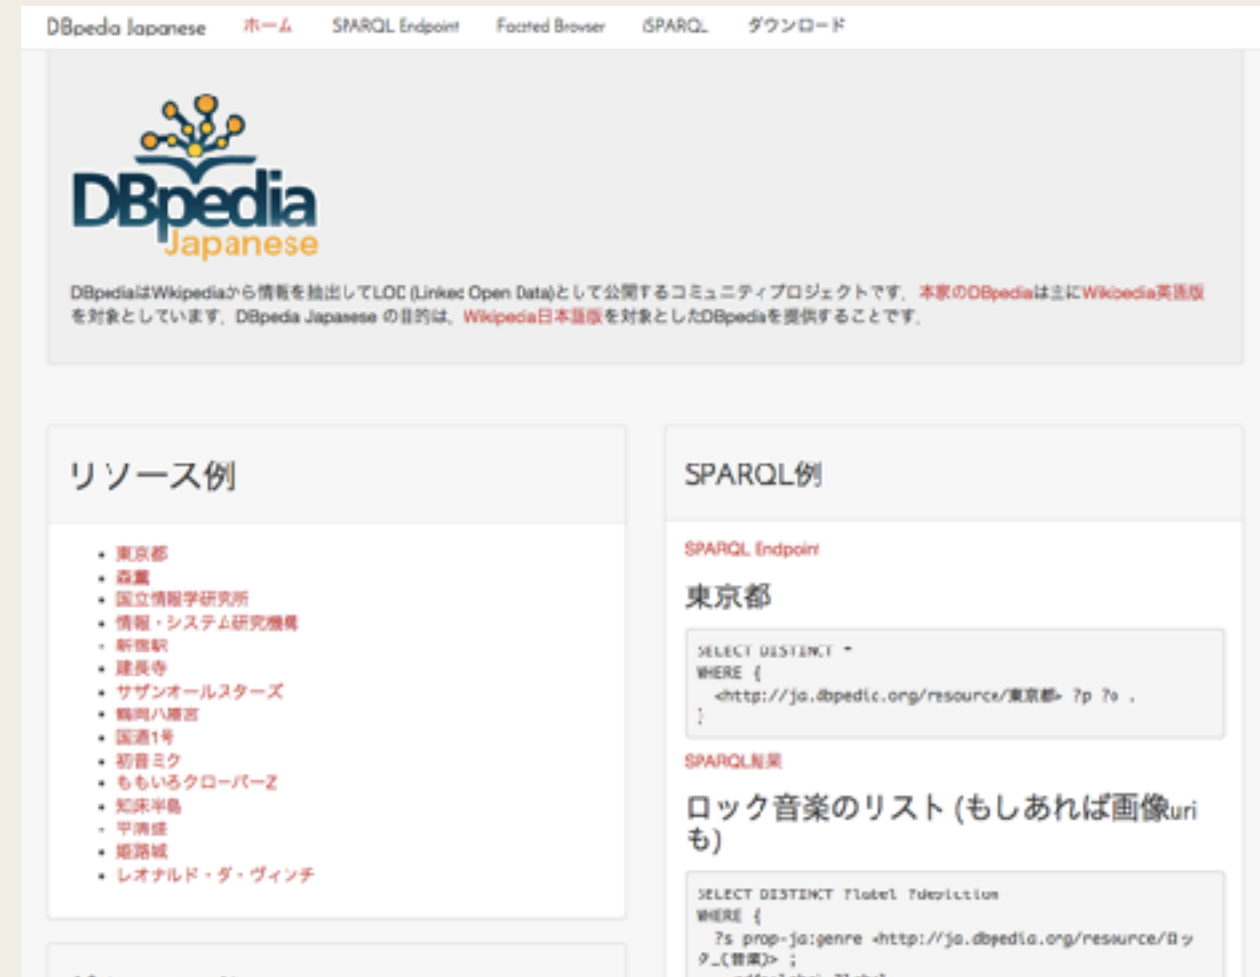 DBpedia Japanese ホーム SPARQL Endpoint Faceted Browser iSPARQL ダウンロード
DBpedia
Japanese
DBpediaはWikipediaから情報を抽出してLOD (Linked Open Data)として公開するコミュニティプロジェクトです。本家のDBpediaは主にWikipedia英語版
を対象としています。DBpedia Japanese の目的は、Wikipedia日本語版を対象としたDBpediaを提供することです。
リソース例
東京都
森薫
国立情報学研究所
情報・システム研究機構
新宿駅
建長寺
サザンオールスターズ
鶴岡八幡宮
国道1号
初音ミク
ももいろクローバーZ
知床半島
平清盛
姫路城
レオナルド・ダ・ヴィンチ
SPARQL例
SPARQL Endpoint
東京都
SELECT DISTINCT *
WHERE {
<http://ja.dbpedia.org/resource/東京都> ?p ?o .
}
SPARQL結果
ロック音楽のリスト (もしあれば画像uri
も)
SELECT DISTINCT ?label ?depiction
WHERE {
?s prop-ja:genre <http://ja.dbpedia.org/resource/ロッ
ク_(音楽)> ;